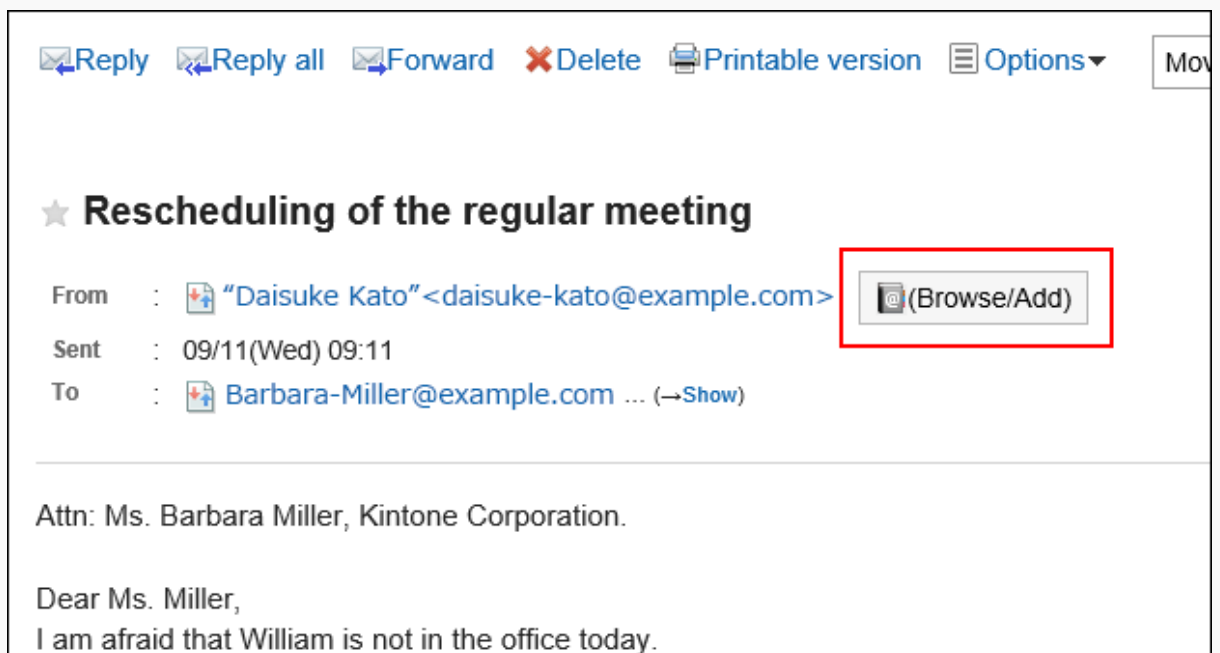 Reply Reply all Forward Delete Printable version Options
Rescheduling of the regular meeting
From : “Daisuke Kato”<daisuke-kato@example.com> (Browse/Add)
Sent : 09/11(Wed) 09:11
To : Barbara-Miller@example.com ... (→Show)
Attn: Ms. Barbara Miller, Kintone Corporation.
Dear Ms. Miller,
I am afraid that William is not in the office today.